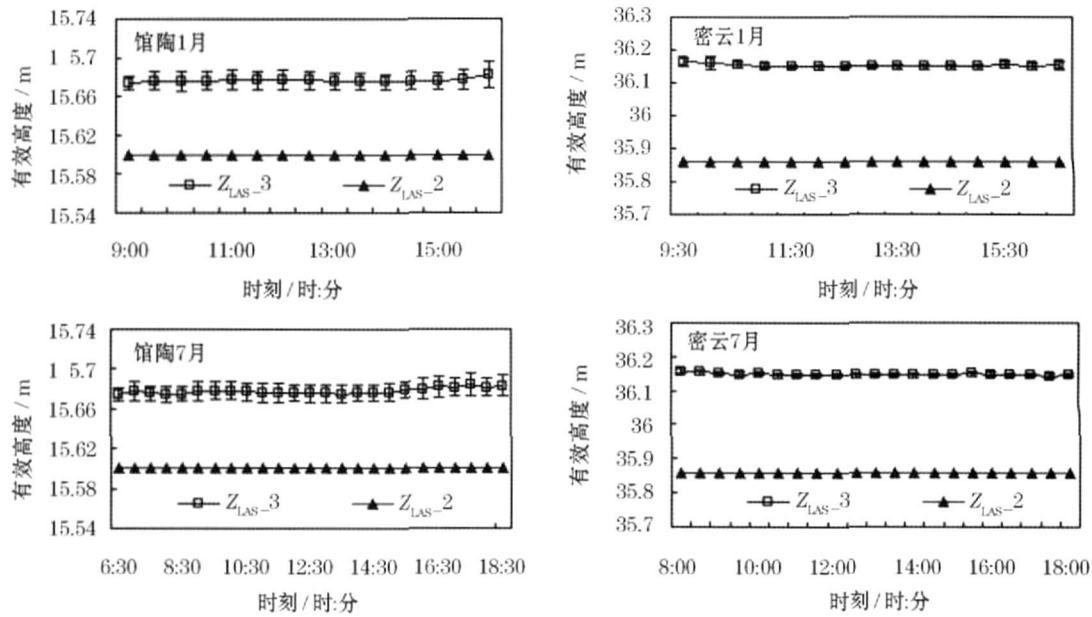 15.74
1 5.7
15.66
15.62
15.58
15.54
有效高度 / m
馆陶1月
Z_LAS_3 Z_LAS_2
9:00 11:00 13:00 15:00
时刻 / 时:分
36.3
36.2
36.1
36
35.9
35.8
35.7
有效高度 / m
密云1月
Z_LAS_3 Z_LAS_2
9:30 11:30 13:30 15:30
时刻 / 时:分
15.74
1 5.7
15.66
15.62
15.58
15.54
有效高度 / m
馆陶7月
Z_LAS_3 Z_LAS_2
6:30 8:30 10:30 12:30 14:30 16:30 18:30
时刻 / 时:分
36.3
36.2
36.1
36
35.9
35.8
35.7
有效高度 / m
密云7月
Z_LAS_3 Z_LAS_2
8:00 10:00 12:00 14:00 16:00 18:00
时刻 / 时:分